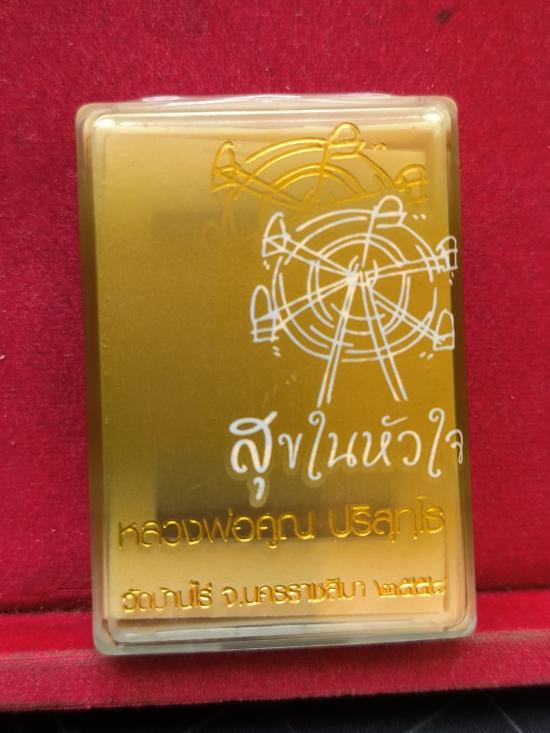 สุขในหัวใจ
หลวงพ่อคูณ ปริสุทฺโธ
วัดบ้านไร่ จ.นครราชสีมา ๒๕๕๘